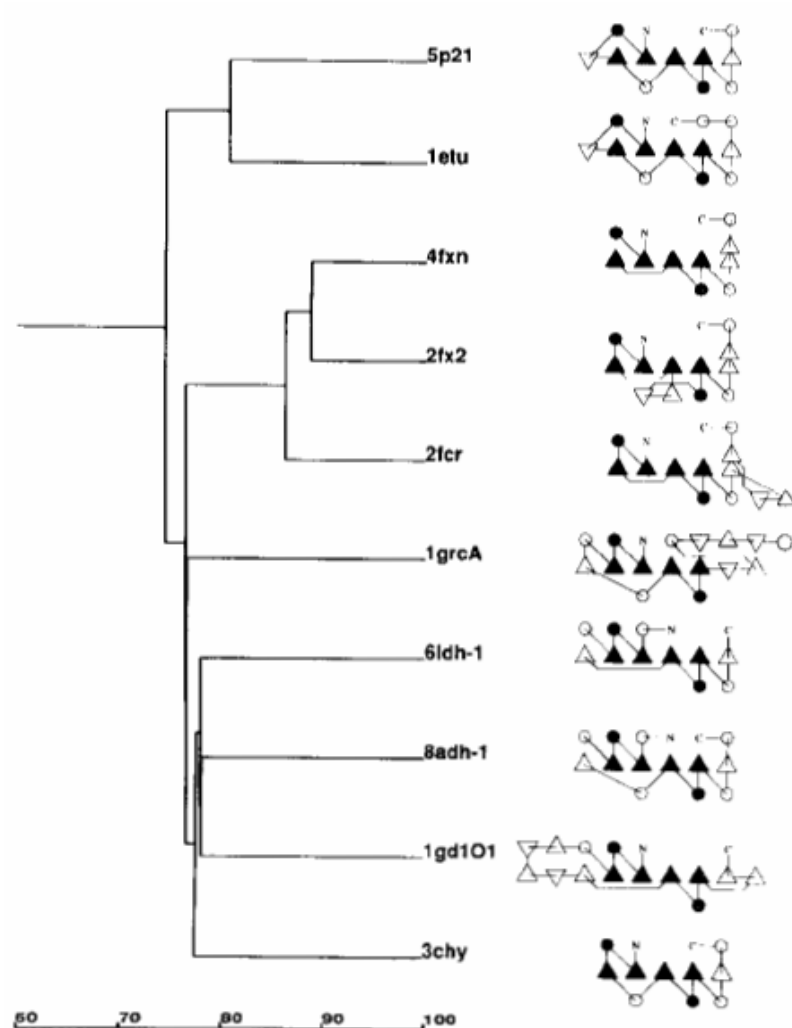 5p21
N C
1etu
N C
4fxn
N C
2fx2
N C
2fcr
N C
1grcA
N
6ldh-1
N C
8adh-1
N C
1gd1O1
N C
3chy
N C
60 70 80 90 100